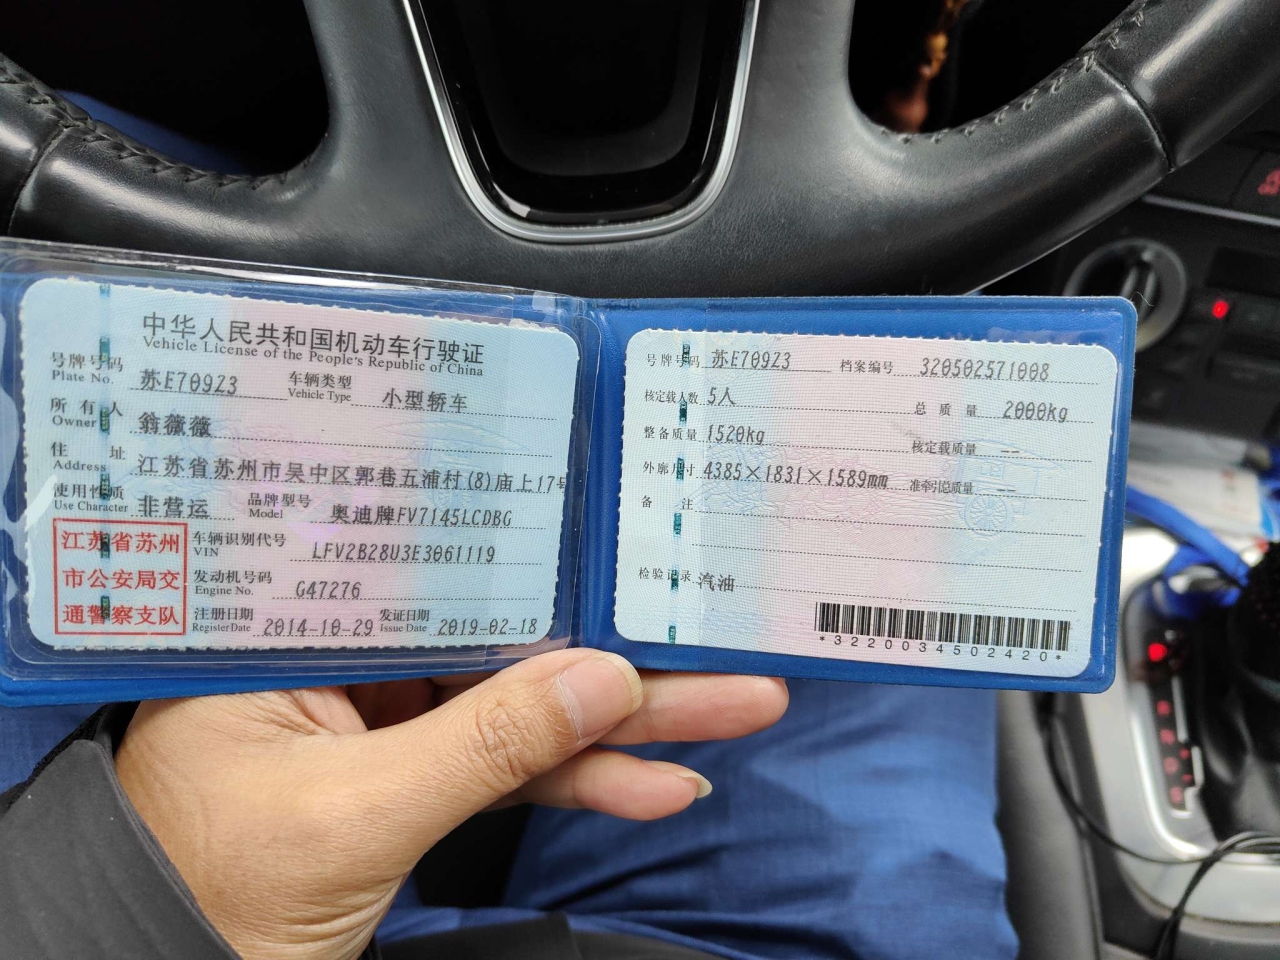 中华人民共和国机动车行驶证
Vehicle License of the People's Republic of China
号牌号码 苏E709Z3 车辆类型 小型轿车
Plate No. Vehicle Type
所有人 翁薇薇
Owner
住址 江苏省苏州市吴中区郭巷五浦村(8)庙上17号
Address
使用性质 非营运 品牌型号 奥迪牌FV7145LCDBG
Use Character Model
江苏省苏州
市公安局交
通警察支队
车辆识别代号 LFV2B28U3E3061119
VIN
发动机号码 G47276
Engine No.
注册日期 2014-10-29 发证日期 2019-02-18
Register Date Issue Date
号牌号码 苏E709Z3 档案编号 320502571008
核定载人数 5人 总质量 2000kg
整备质量 1520kg 核定载质量 --
外廓尺寸 4385×1831×1589mm 准牵引总质量 --
备注
检验记录 汽油
*3220034502420*